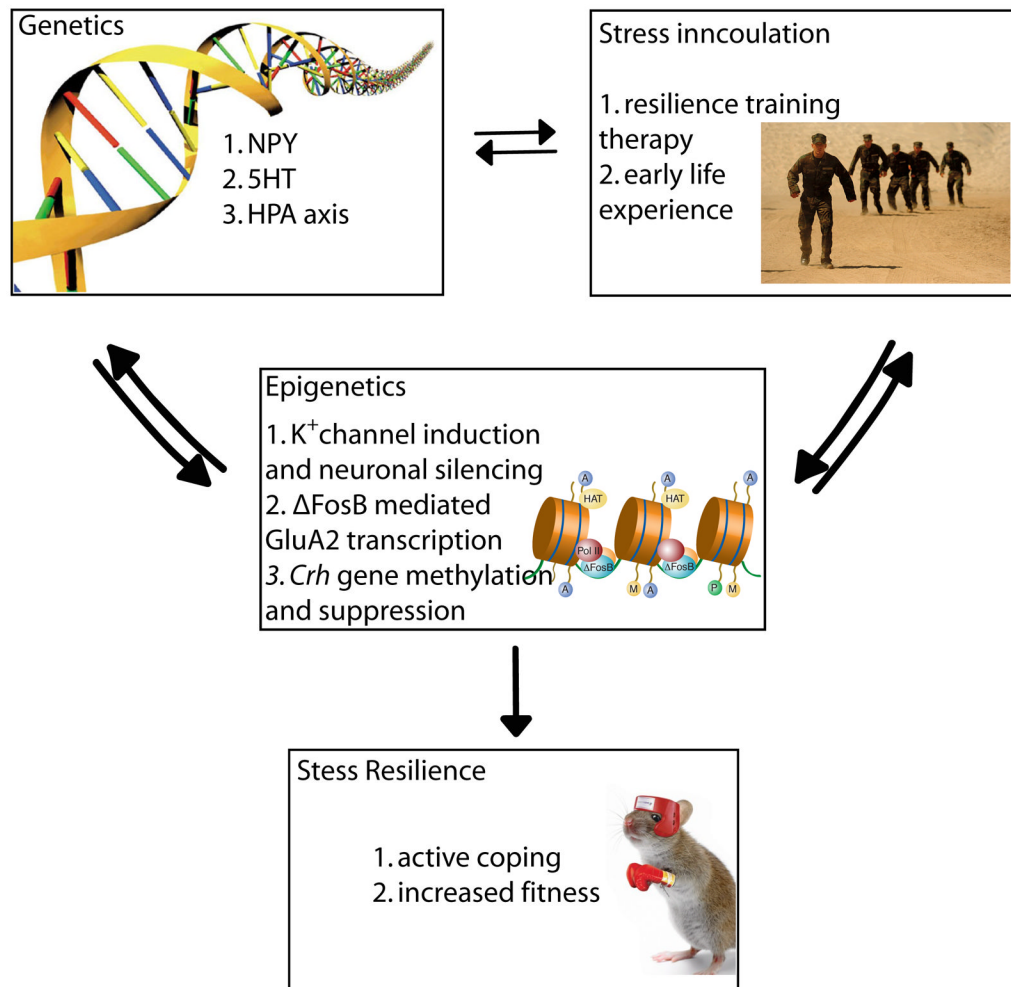 Genetics
1. NPY
2. 5HT
3. HPA axis
Stress inncoulation
1. resilience training
therapy
2. early life
experience
Epigenetics
1. K⁺channel induction
and neuronal silencing
2. ΔFosB mediated
GluA2 transcription
3. Crh gene methylation
and suppression
A
A
A
HAT
HAT
Pol II
ΔFosB
ΔFosB
A
M
A
P
M
Stess Resilience
1. active coping
2. increased fitness